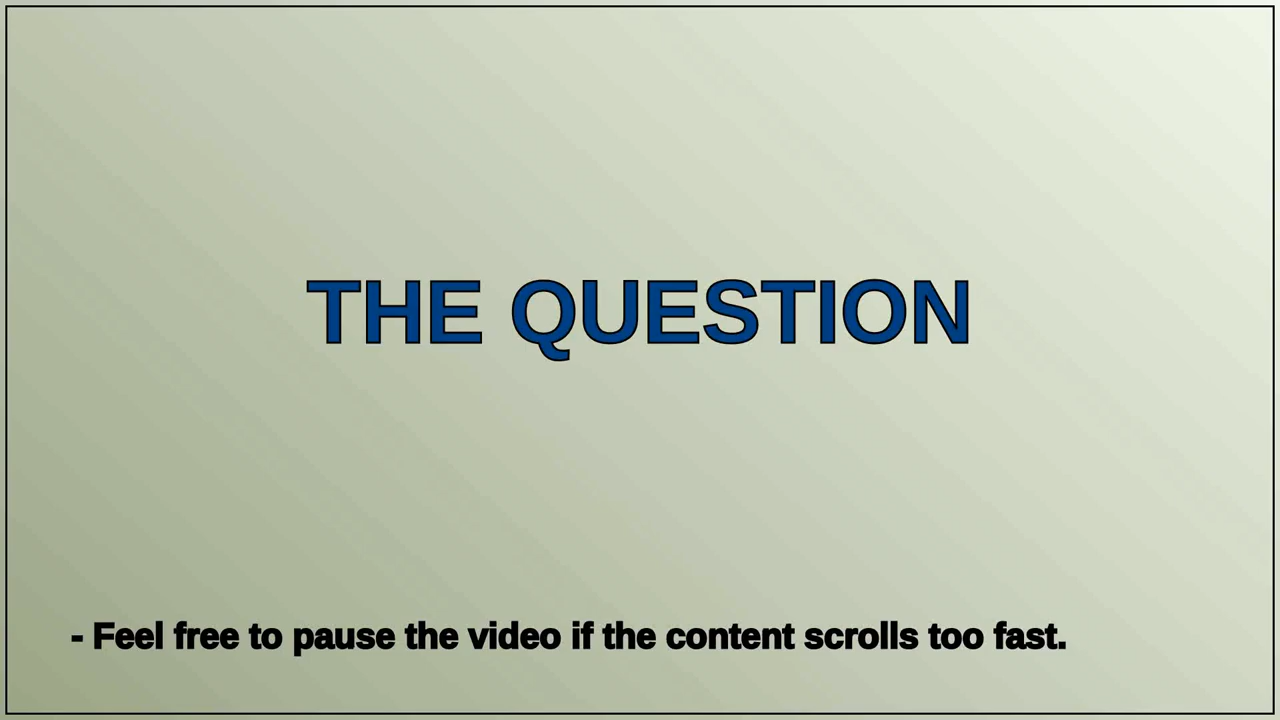 THE QUESTION
- Feel free to pause the video if the content scrolls too fast.